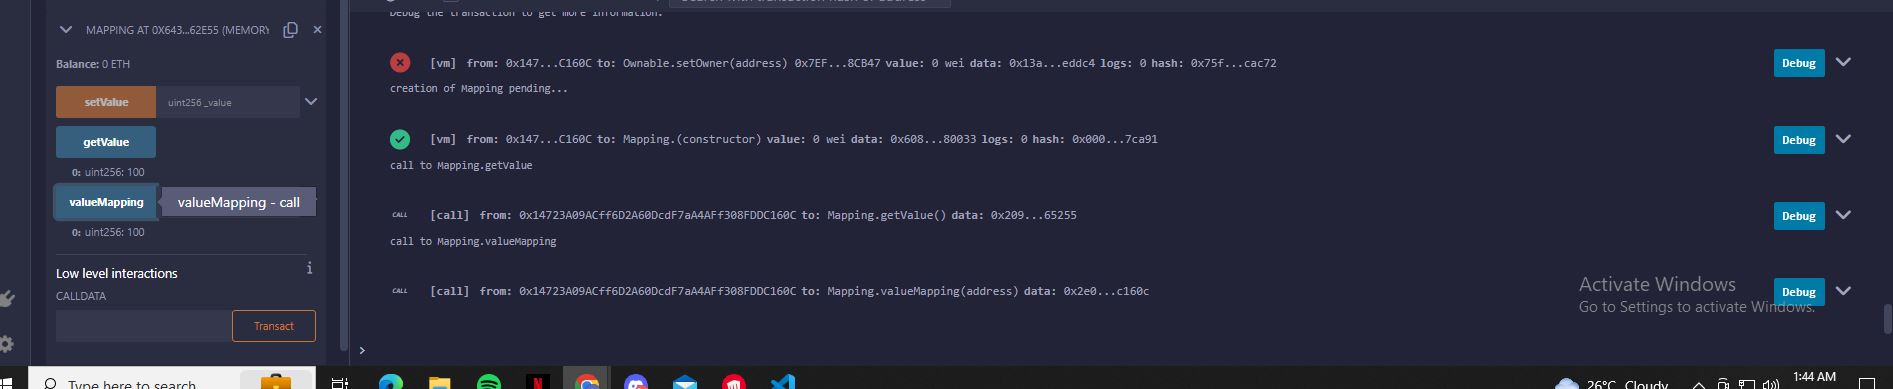 MAPPING AT 0X643...62E55 (MEMORY
Balance: 0 ETH
setValue uint256 _value
getValue
0: uint256: 100
valueMapping valueMapping - call
0: uint256: 100
Low level interactions
CALLDATA
Transact
Debug the transaction to get more information.
[vm] from: 0x147...C160C to: Ownable.setOwner(address) 0x7EF...8CB47 value: 0 wei data: 0x13a...eddc4 logs: 0 hash: 0x75f...cac72 Debug
creation of Mapping pending...
[vm] from: 0x147...C160C to: Mapping.(constructor) value: 0 wei data: 0x608...80033 logs: 0 hash: 0x000...7ca91 Debug
call to Mapping.getValue
CALL [call] from: 0x14723A09ACff6D2A60DcdF7aA4AFf308FDDC160C to: Mapping.getValue() data: 0x209...65255 Debug
call to Mapping.valueMapping
CALL [call] from: 0x14723A09ACff6D2A60DcdF7aA4AFf308FDDC160C to: Mapping.valueMapping(address) data: 0x2e0...c160c Debug
>
Activate Windows
Go to Settings to activate Windows.
Type here to search
26°C Cloudy
1:44 AM